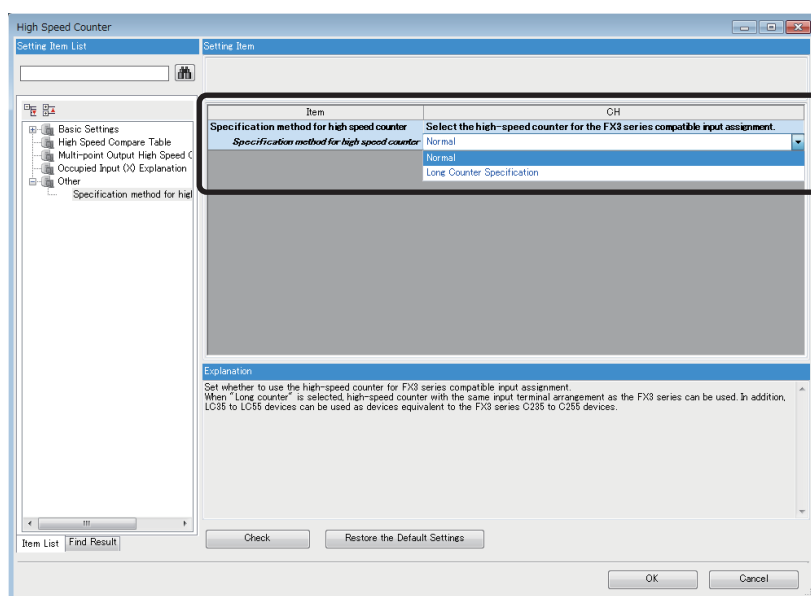 High Speed Counter
Setting Item List
Setting Item
Item
CH
Specification method for high speed counter
Select the high-speed counter for the FX3 series compatible input assignment.
Specification method for high speed counter
Normal
Normal
Long Counter Specification
Basic Settings
High Speed Compare Table
Multi-point Output High Speed C
Occupied Input (X) Explanation
Other
Specification method for higl
Explanation
Set whether to use the high-speed counter for FX3 series compatible input assignment.
When "Long counter" is selected, high-speed counter with the same input terminal arrangement as the FX3 series can be used. In addition,
LC35 to LC55 devices can be used as devices equivalent to the FX3 series C235 to C255 devices.
Item List
Find Result
Check
Restore the Default Settings
OK
Cancel